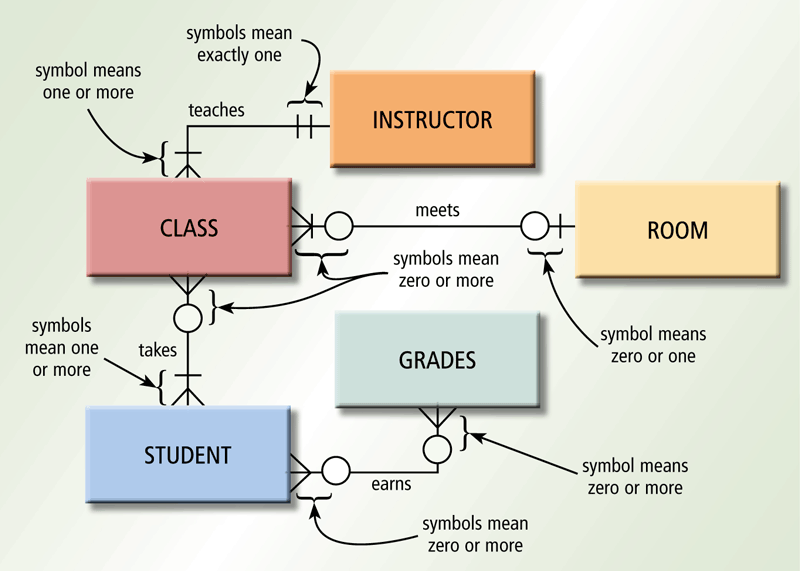 symbols mean
exactly one
symbol means
one or more
teaches
INSTRUCTOR
CLASS
meets
ROOM
symbols mean
zero or more
symbols
mean one
or more
takes
symbol means
zero or one
GRADES
STUDENT
earns
symbol means
zero or more
symbols mean
zero or more